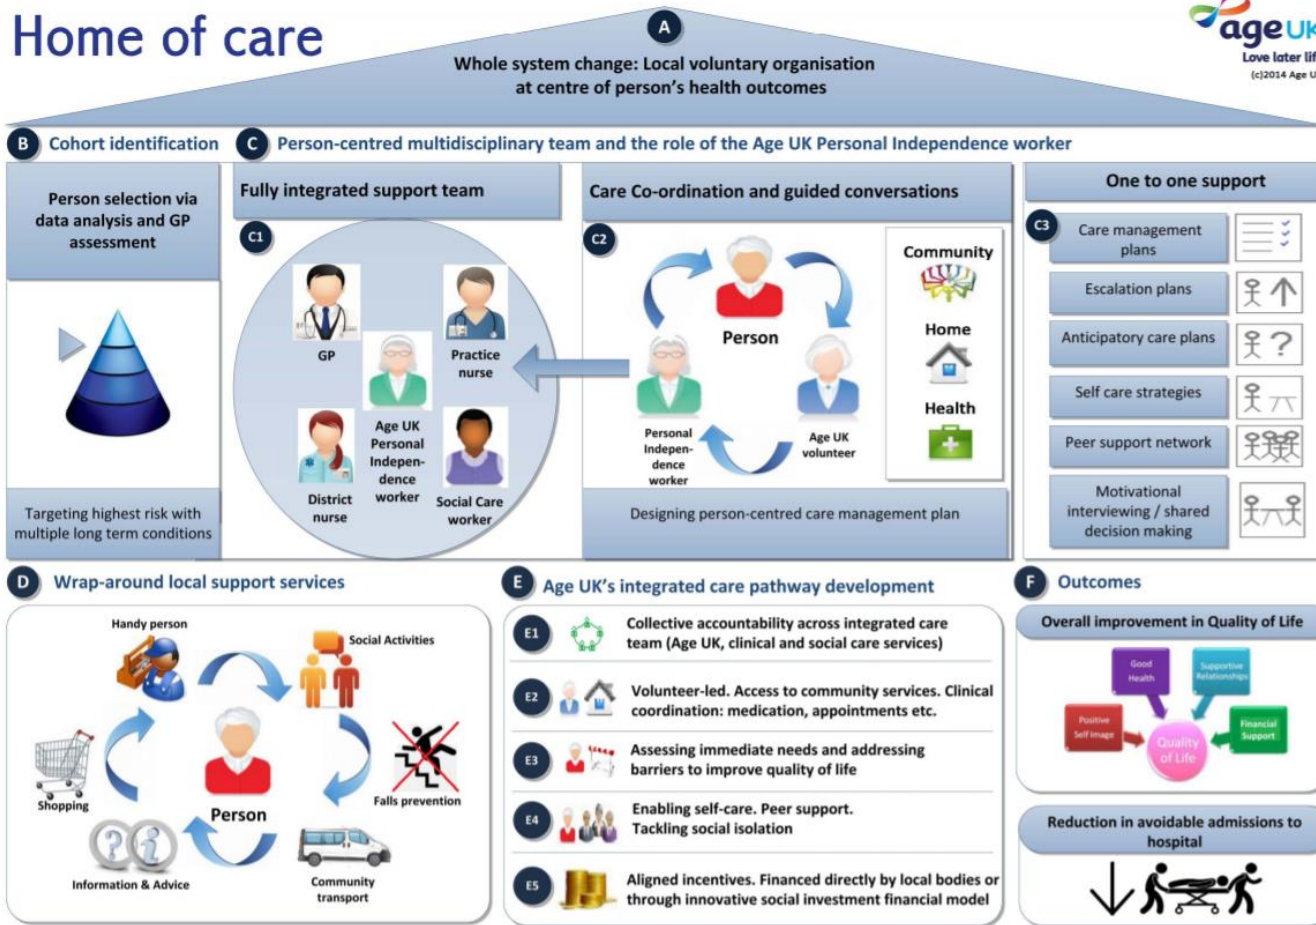 Home of care
A
Whole system change: Local voluntary organisation
at centre of person's health outcomes
age UK
Love later lif
(c)2014 Age U
B Cohort identification
C Person-centred multidisciplinary team and the role of the Age UK Personal Independence worker
Person selection via
data analysis and GP
assessment
Targeting highest risk with
multiple long term conditions
Fully integrated support team
C1
GP
Practice
nurse
Age UK
Personal
Indepen-
dence
worker
District
nurse
Social Care
worker
Care Co-ordination and guided conversations
C2
Person
Personal
Indepen-
dence
worker
Age UK
volunteer
Community
Home
Health
Designing person-centred care management plan
One to one support
C3
Care management
plans
Escalation plans
Anticipatory care plans
?
Self care strategies
Peer support network
Motivational
interviewing / shared
decision making
D Wrap-around local support services
Handy person
Social Activities
Shopping
Person
Falls prevention
? i
Information & Advice
Community
transport
E Age UK's integrated care pathway development
E1
Collective accountability across integrated care
team (Age UK, clinical and social care services)
E2
Volunteer-led. Access to community services. Clinical
coordination: medication, appointments etc.
E3
Assessing immediate needs and addressing
barriers to improve quality of life
E4
Enabling self-care. Peer support.
Tackling social isolation
E5
Aligned incentives. Financed directly by local bodies or
through innovative social investment financial model
F Outcomes
Overall improvement in Quality of Life
Good
Health
Supportive
Relationships
Positive
Self Image
Financial
Support
Quality
of Life
Reduction in avoidable admissions to
hospital